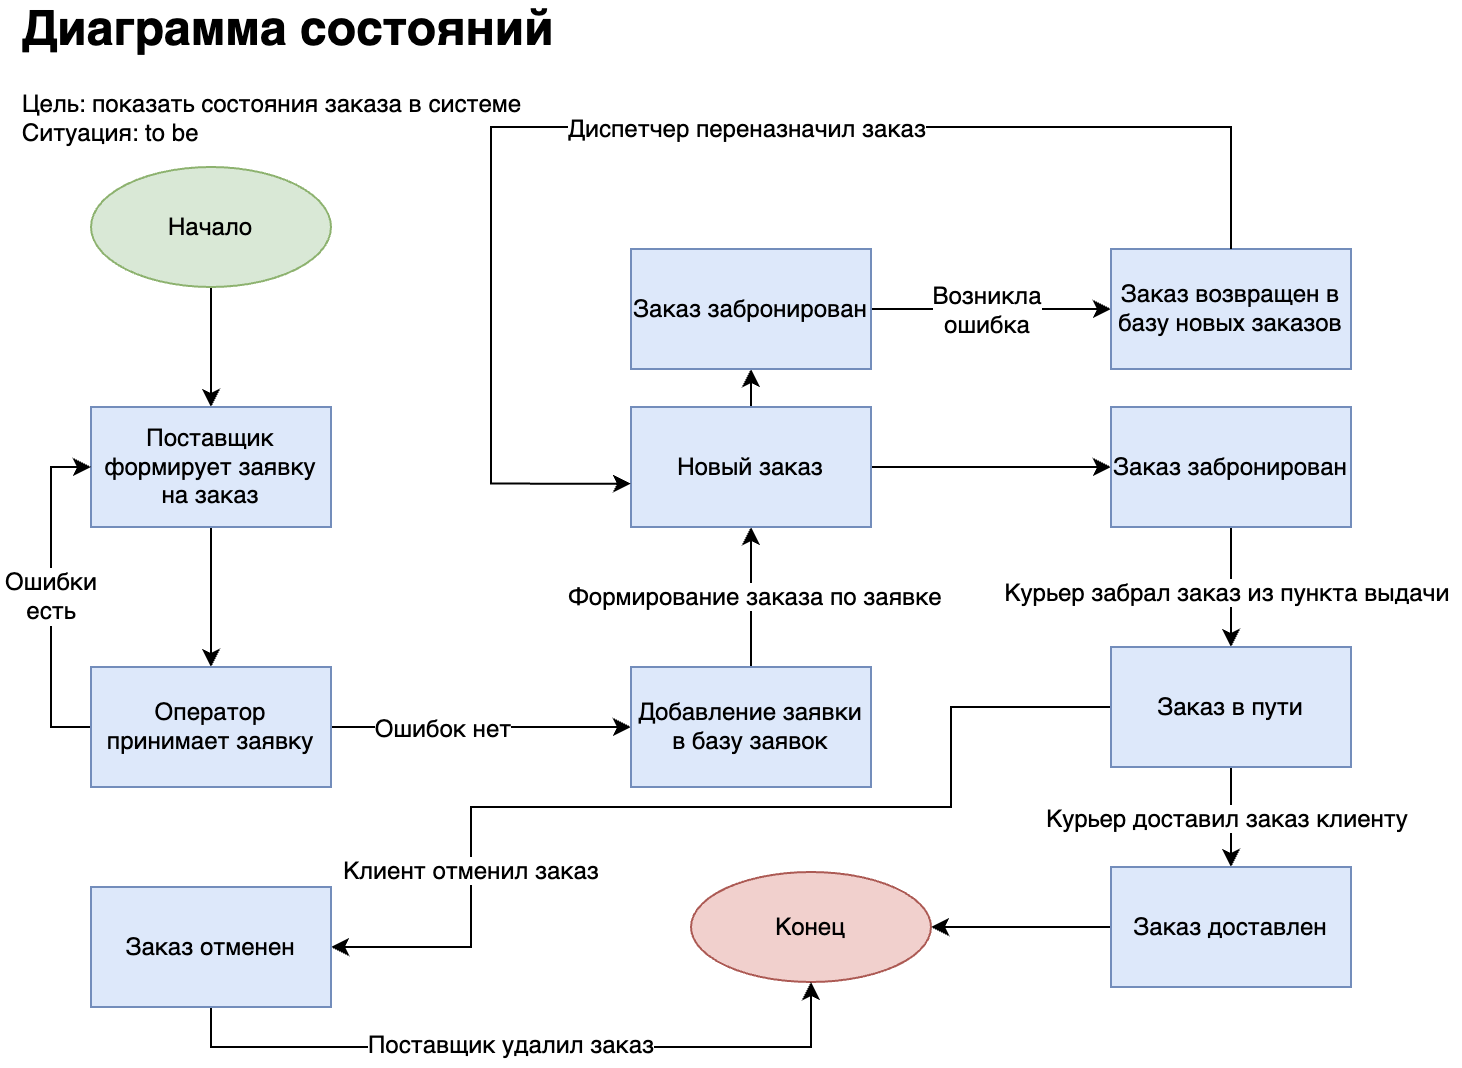 Диаграмма состояний
Цель: показать состояния заказа в системе
Ситуация: to be
Диспетчер переназначил заказ
Начало
Заказ забронирован
Возникла
ошибка
Заказ возвращен в
базу новых заказов
Поставщик
формирует заявку
на заказ
Новый заказ
Заказ забронирован
Ошибки
есть
Формирование заказа по заявке
Курьер забрал заказ из пункта выдачи
Оператор
принимает заявку
Ошибок нет
Добавление заявки
в базу заявок
Заказ в пути
Курьер доставил заказ клиенту
Клиент отменил заказ
Заказ отменен
Конец
Заказ доставлен
Поставщик удалил заказ